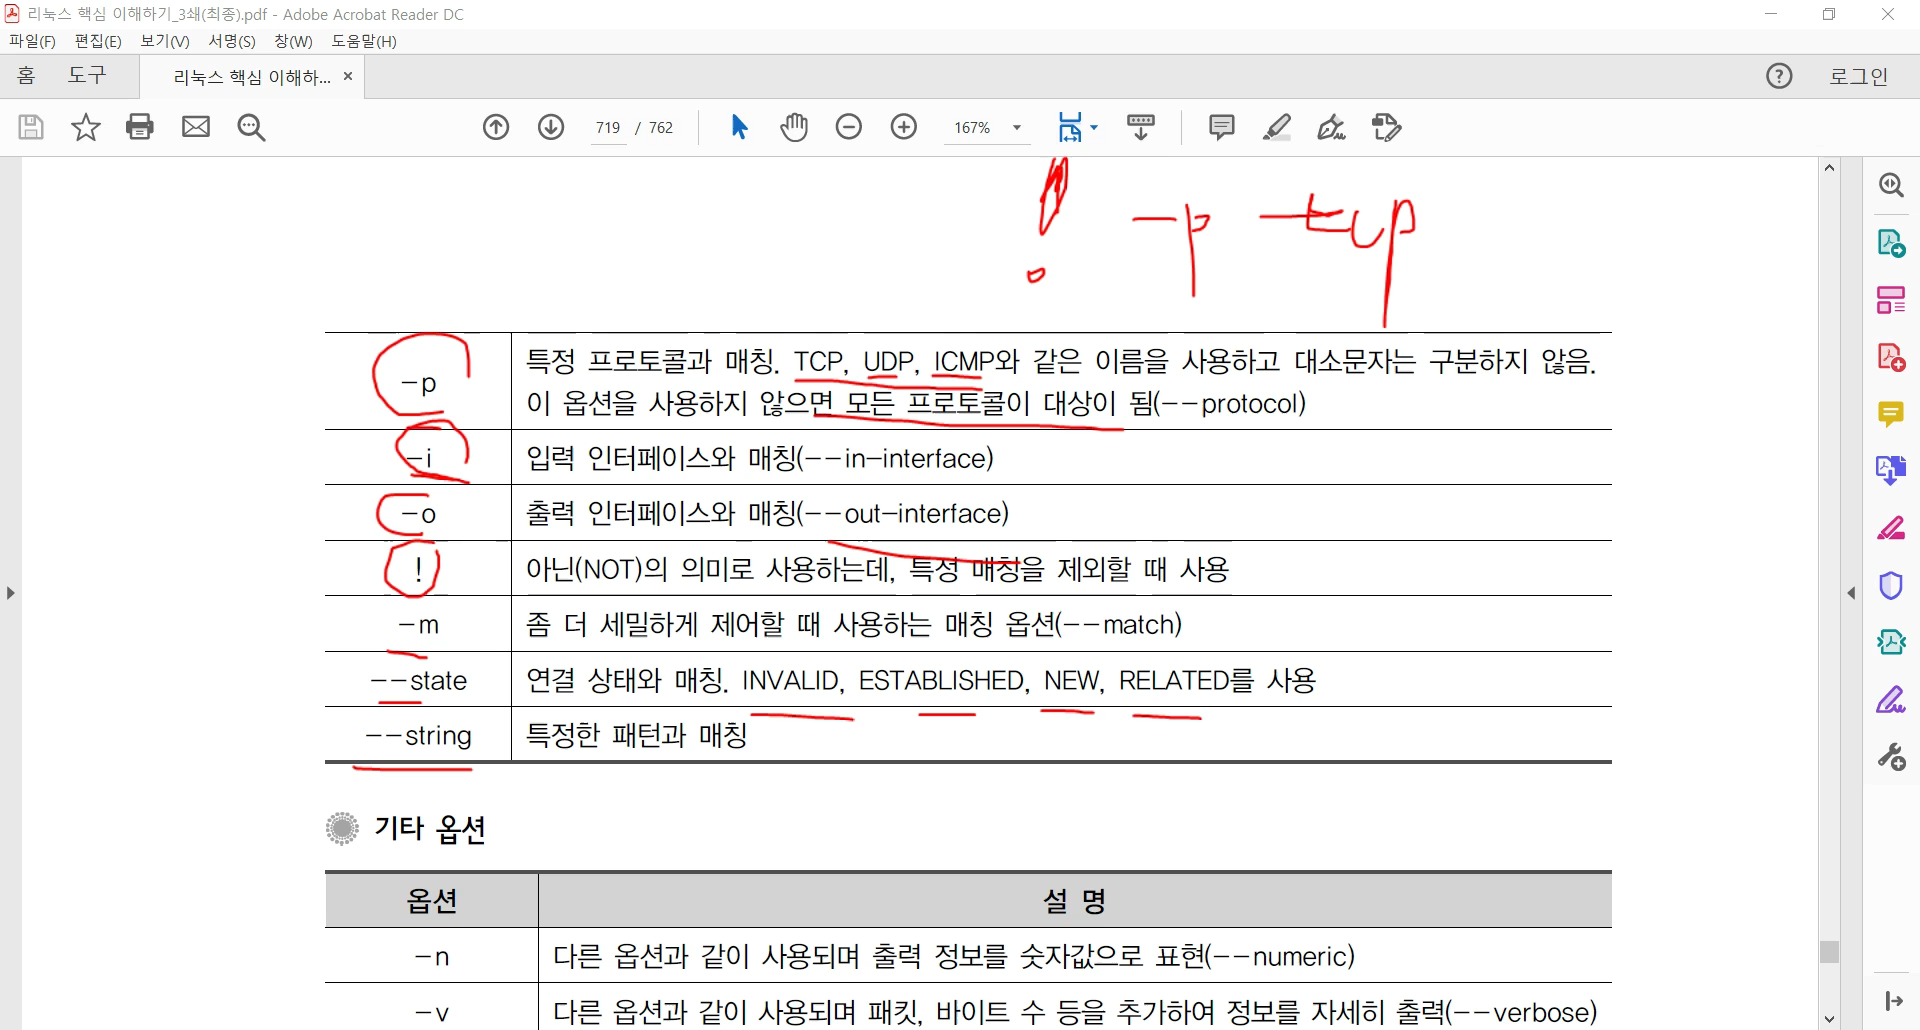 리눅스 핵심 이해하기_3쇄(최종).pdf - Adobe Acrobat Reader DC
파일(F) 편집(E) 보기(V) 서명(S) 창(W) 도움말(H)
홈 도구 리눅스 핵심 이해하... × ? 로그인
719 / 762 167%
! -p -tcp
-p 특정 프로토콜과 매칭. TCP, UDP, ICMP와 같은 이름을 사용하고 대소문자는 구분하지 않음.
이 옵션을 사용하지 않으면 모든 프로토콜이 대상이 됨(--protocol)
-i 입력 인터페이스와 매칭(--in-interface)
-o 출력 인터페이스와 매칭(--out-interface)
! 아닌(NOT)의 의미로 사용하는데, 특정 매칭을 제외할 때 사용
-m 좀 더 세밀하게 제어할 때 사용하는 매칭 옵션(--match)
--state 연결 상태와 매칭. INVALID, ESTABLISHED, NEW, RELATED를 사용
--string 특정한 패턴과 매칭
기타 옵션
옵션 설 명
-n 다른 옵션과 같이 사용되며 출력 정보를 숫자값으로 표현(--numeric)
-v 다른 옵션과 같이 사용되며 패킷, 바이트 수 등을 추가하여 정보를 자세히 출력(--verbose)